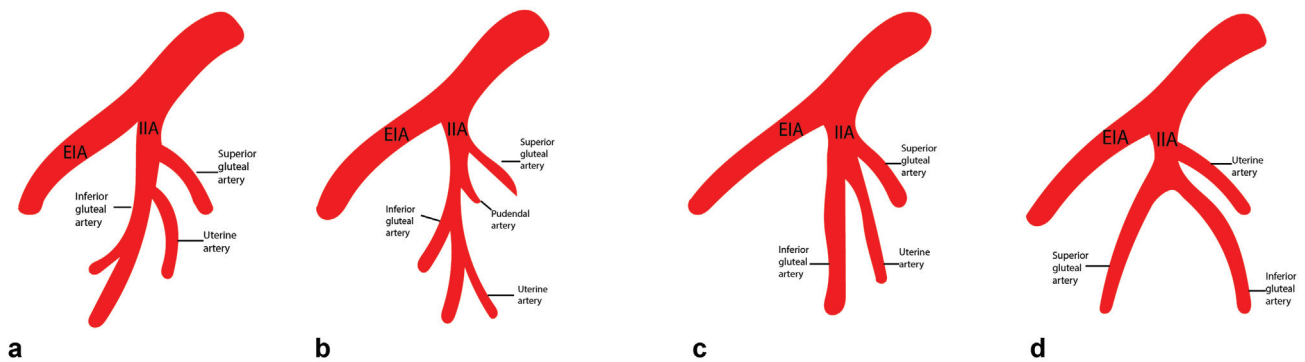 EIA
IIA
Superior
gluteal
artery
Inferior
gluteal
artery
Uterine
artery
a
EIA
IIA
Superior
gluteal
artery
Inferior
gluteal
artery
Pudendal
artery
Uterine
artery
b
EIA
IIA
Superior
gluteal
artery
Inferior
gluteal
artery
Uterine
artery
c
EIA
IIA
Uterine
artery
Superior
gluteal
artery
Inferior
gluteal
artery
d